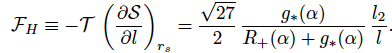 $$\mathcal{F}_H \equiv -\mathcal{T} \left( \frac{\partial \mathcal{S}}{\partial l} \right)_{r_s} = \frac{\sqrt{27}}{2} \frac{g_*(\alpha)}{R_+(\alpha) + g_*(\alpha)} \frac{l_2}{l}.$$